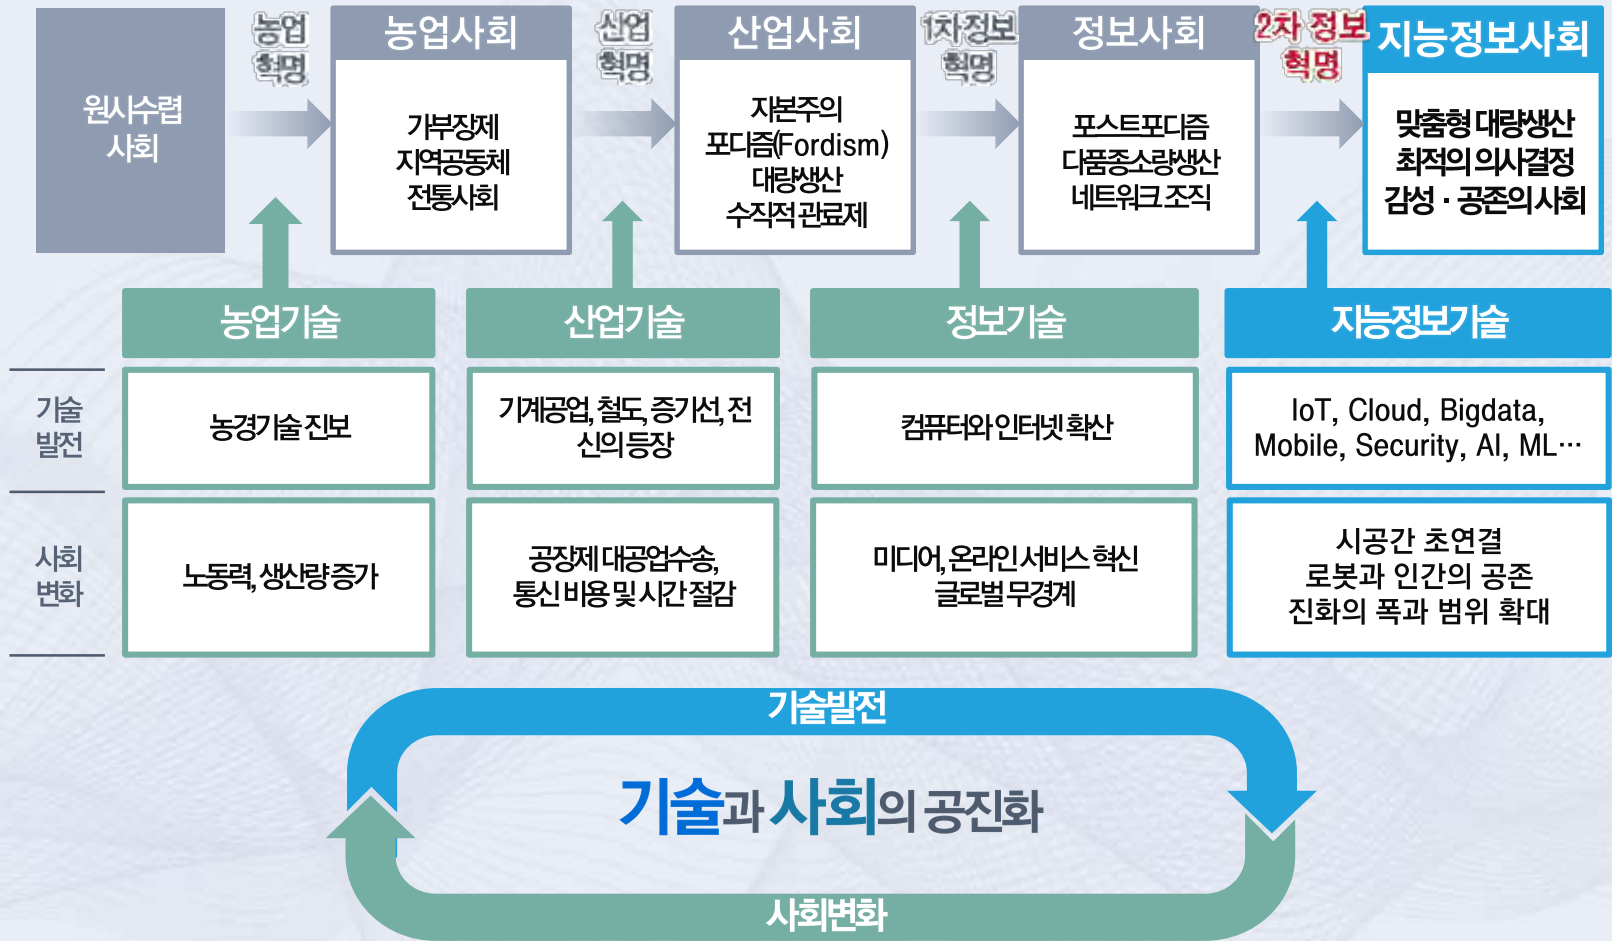 원시수렵
사회
농업
혁명
농업사회
가부장제
지역공동체
전통사회
산업
혁명
산업사회
자본주의
포디즘(Fordism)
대량생산
수직적 관료제
1차정보
혁명
정보사회
포스트포디즘
다품종소량생산
네트워크 조직
2차 정보
혁명
지능정보사회
맞춤형 대량생산
최적의 의사결정
감성 · 공존의 사회
농업기술
산업기술
정보기술
지능정보기술
기술
발전
농경기술 진보
기계공업, 철도, 증기선, 전
신의 등장
컴퓨터와 인터넷 확산
IoT, Cloud, Bigdata,
Mobile, Security, AI, ML…
사회
변화
노동력, 생산량 증가
공장제 대공업수송,
통신 비용 및 시간 절감
미디어, 온라인 서비스 혁신
글로벌 무경계
시공간 초연결
로봇과 인간의 공존
진화의 폭과 범위 확대
기술발전
기술과 사회의 공진화
사회변화